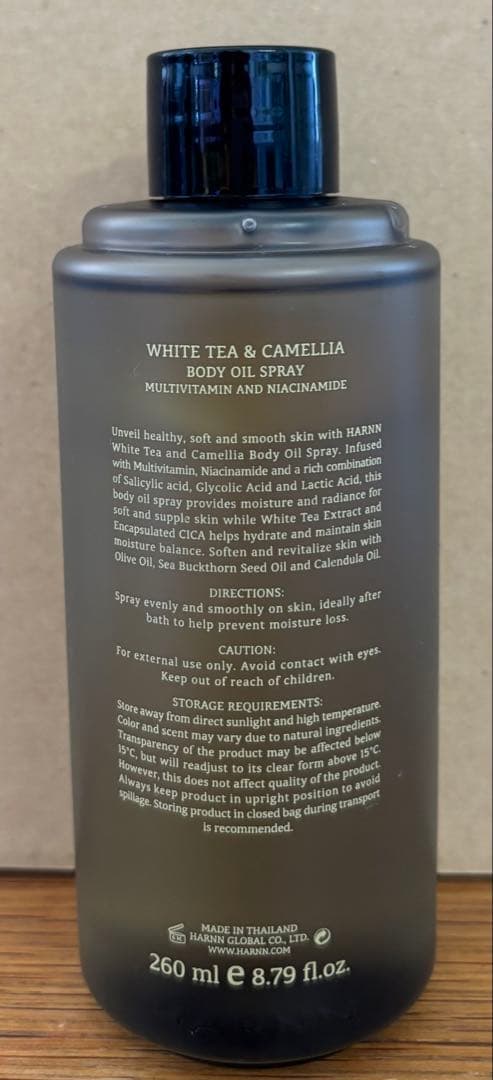 WHITE TEA & CAMELLIA
BODY OIL SPRAY
MULTIVITAMIN AND NIACINAMIDE
Unveil healthy, soft and smooth skin with HARNN
White Tea and Camellia Body Oil Spray. Infused
with Multivitamin, Niacinamide and a rich combination
of Salicylic acid, Glycolic Acid and Lactic Acid, this
body oil spray provides moisture and radiance for
soft and supple skin while White Tea Extract and
Encapsulated CICA helps hydrate and maintain skin
moisture balance. Soften and revitalize skin with
Olive Oil, Sea Buckthorn Seed Oil and Calendula Oil.
DIRECTIONS:
Spray evenly and smoothly on skin, ideally after
bath to help prevent moisture loss.
CAUTION:
For external use only. Avoid contact with eyes.
Keep out of reach of children.
STORAGE REQUIREMENTS:
Store away from direct sunlight and high temperature.
Color and scent may vary due to natural ingredients.
Transparency of the product may be affected below
15°C, but will readjust to its clear form above 15°C.
However, this does not affect quality of the product.
Always keep product in upright position to avoid
spillage. Storing product in closed bag during transport
is recommended.
MADE IN THAILAND
HARNN GLOBAL CO., LTD.
WWW.HARNN.COM
260 ml e 8.79 fl.oz.